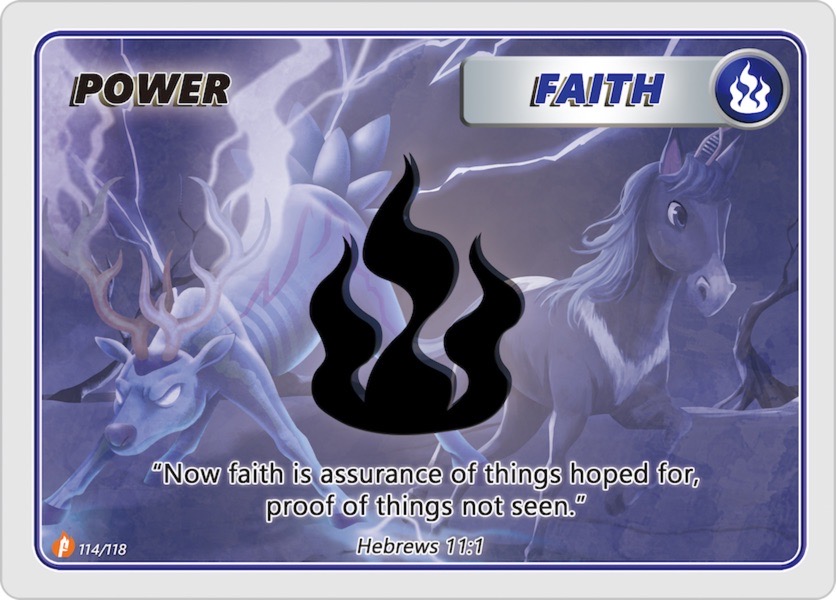 POWER
FAITH
“Now faith is assurance of things hoped for,
proof of things not seen.”
Hebrews 11:1
114/118